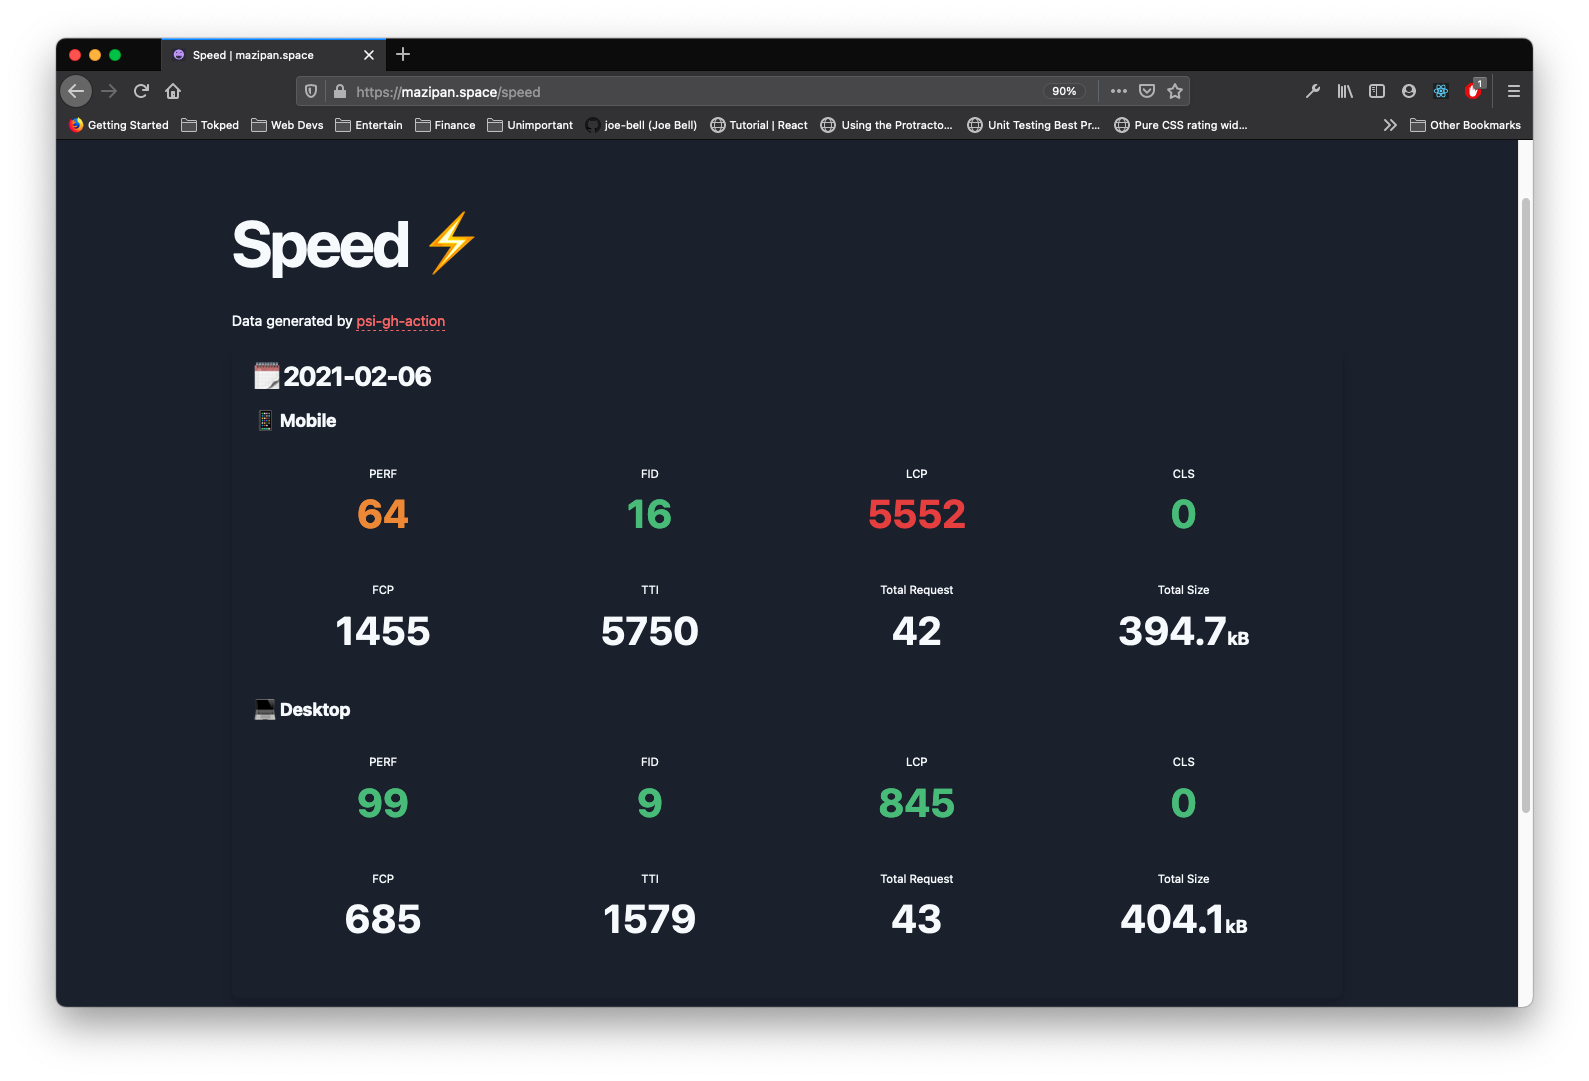 Speed | mazipan.space
https://mazipan.space/speed
90%
1
Getting Started Tokped Web Devs Entertain Finance Unimportant joe-bell (Joe Bell) Tutorial | React Using the Protracto... Unit Testing Best Pr... Pure CSS rating wid... Other Bookmarks
Speed ⚡
Data generated by psi-gh-action
2021-02-06
Mobile
PERF FID LCP CLS
64 16 5552 0
FCP TTI Total Request Total Size
1455 5750 42 394.7kB
Desktop
PERF FID LCP CLS
99 9 845 0
FCP TTI Total Request Total Size
685 1579 43 404.1kB